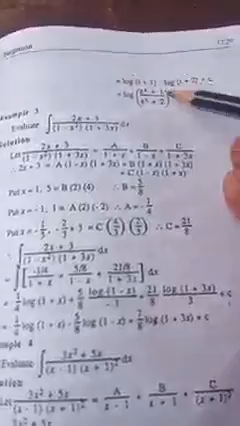 = log (x + 1) - log (x + 2) + c
= log (x + 1 / x + 2) + c
Example 3
Evaluate ∫ 2x + 3 / (1 - x²) (1 + 3x) dx
Solution
Let 2x + 3 / (1 - x²) (1 + 3x) = A / 1 + x + B / 1 - x + C / 1 + 3x
∴ 2x + 3 = A (1 - x) (1 + 3x) + B (1 + x) (1 + 3x)
+ C (1 - x) (1 + x)
Put x = 1, 5 = B (2) (4) ∴ B = 5/8
Put x = -1, 1 = A (2) (-2) ∴ A = -1/4
Put x = -1/3, -2/3 + 3 = C (4/3) (2/3) ∴ C = 21/8
∴ ∫ 2x + 3 / (1 - x²) (1 + 3x) dx
= ∫ [ -1/4 / 1 + x + 5/8 / 1 - x + 21/8 / 1 + 3x ] dx
= -1/4 log (1 + x) + 5/8 log (1 - x) / -1 + 21/8 log (1 + 3x) / 3 + c
= -1/4 log (1 + x) - 5/8 log (1 - x) + 7/8 log (1 + 3x) + c
Example 4
Evaluate ∫ 3x² + 5x / (x - 1) (x + 1)² dx
Let 3x² + 5x / (x - 1) (x + 1)² = A / x - 1 + B / x + 1 + C / (x + 1)²
3x² + 5x